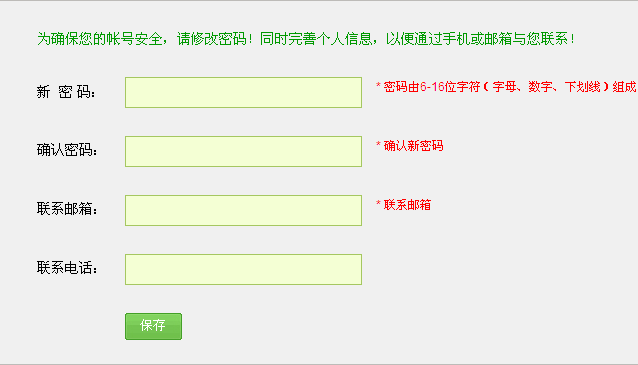 为确保您的帐号安全，请修改密码！同时完善个人信息，以便通过手机或邮箱与您联系！
新 密 码： * 密码由6-16位字符（字母、数字、下划线）组成
确认密码： * 确认新密码
联系邮箱： * 联系邮箱
联系电话：
保存